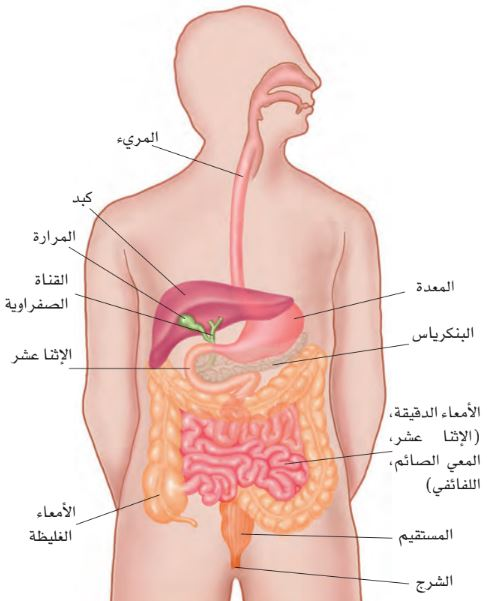 المريء
كبد
المرارة
القناة
الصفراوية
الإثنا عشر
الأمعاء
الغليظة
المعدة
البنكرياس
الأمعاء الدقيقة،
(الإثنا عشر،
المعي الصائم،
اللفائفي)
المستقيم
الشرج